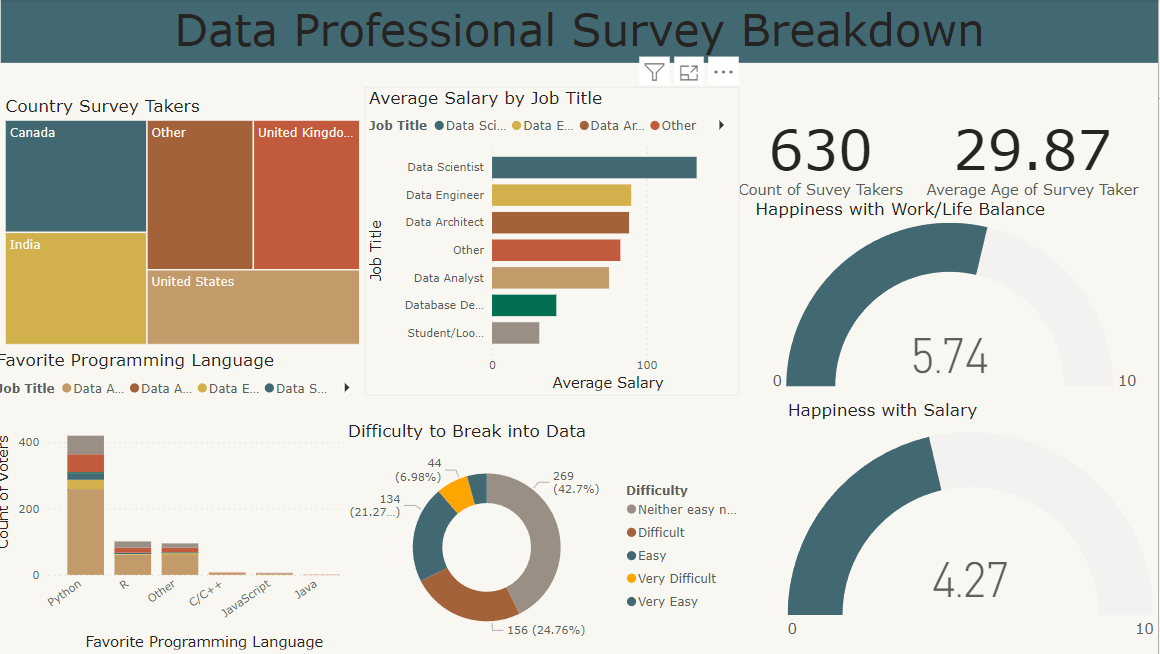 Data Professional Survey Breakdown
Country Survey Takers
Canada
Other
United Kingdo...
India
United States
Average Salary by Job Title
Job Title
Data Sci...
Data E...
Data Ar...
Other
Job Title
Data Scientist
Data Engineer
Data Architect
Other
Data Analyst
Database De...
Student/Loo...
0
100
Average Salary
630
Count of Suvey Takers
29.87
Average Age of Survey Taker
Happiness with Work/Life Balance
5.74
0
10
Favorite Programming Language
Job Title
Data A...
Data A...
Data E...
Data S...
Count of Voters
400
200
0
Python
R
Other
C/C++
JavaScript
Java
Favorite Programming Language
Difficulty to Break into Data
44
(6.98%)
269
(42.7%)
134
(21.27...)
156 (24.76%)
Difficulty
Neither easy n...
Difficult
Easy
Very Difficult
Very Easy
Happiness with Salary
4.27
0
10